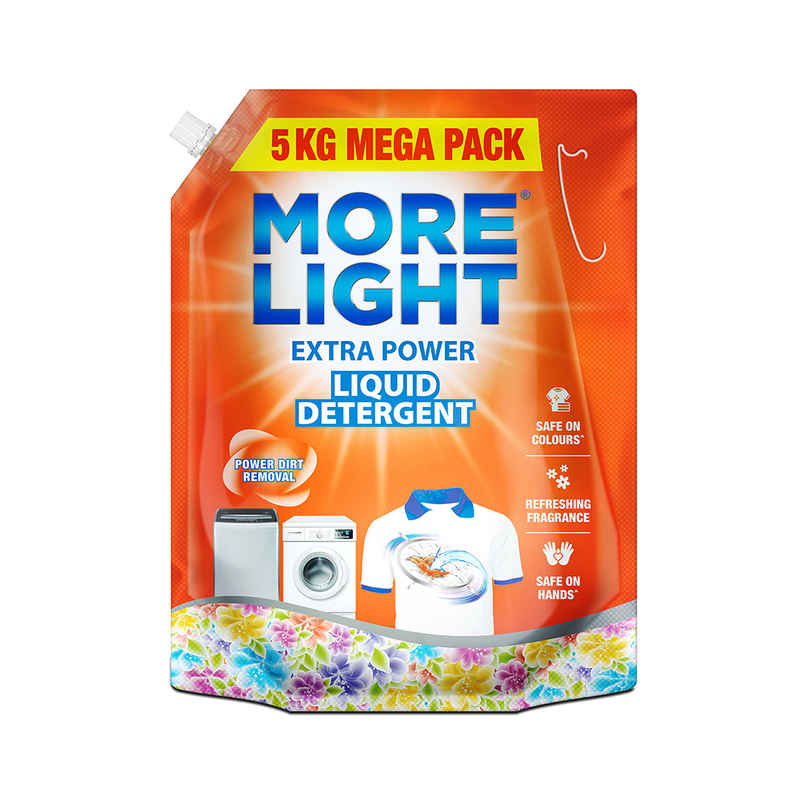 5 KG MEGA PACK
MORE®
LIGHT
EXTRA POWER
LIQUID
DETERGENT
SAFE ON
COLOURS^
POWER DIRT
REMOVAL
REFRESHING
FRAGRANCE
SAFE ON
HANDS^